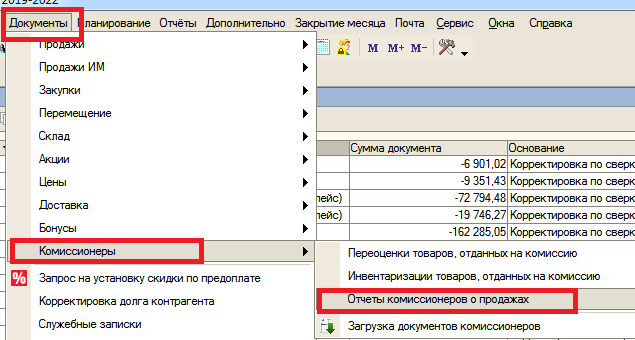 2019-2022
Документы Планирование Отчёты Дополнительно Закрытие месяца Почта Сервис Окна Справка
Продажи
M M+ M−
Продажи ИМ
Закупки
Перемещение
Склад
Сумма документа Основание
Акции
-6 901,02 Корректировка по сверк
Цены
-9 351,43 Корректировка по сверк
Доставка
лейс) -72 794,48 Корректировка по сверк
лейс) -19 746,27 Корректировка по сверк
Бонусы
-162 285,05 Корректировка по сверк
Комиссионеры
Переоценки товаров, отданных на комиссию
Запрос на установку скидки по предоплате
Инвентаризации товаров, отданных на комиссию
Корректировка долга контрагента
Отчеты комиссионеров о продажах
Служебные записки
Загрузка документов комиссионеров